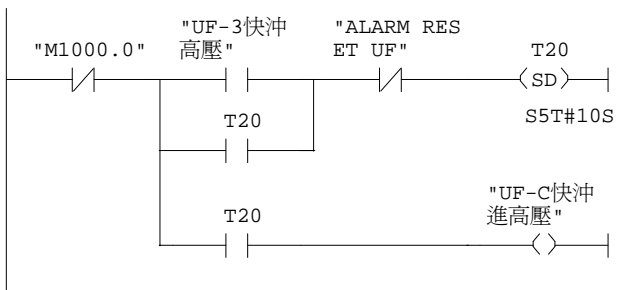 "UF-3快沖
高壓"
"ALARM RES
ET UF"
"M1000.0"
T20
SD
S5T#10S
T20
"UF-C快沖
進高壓"
T20